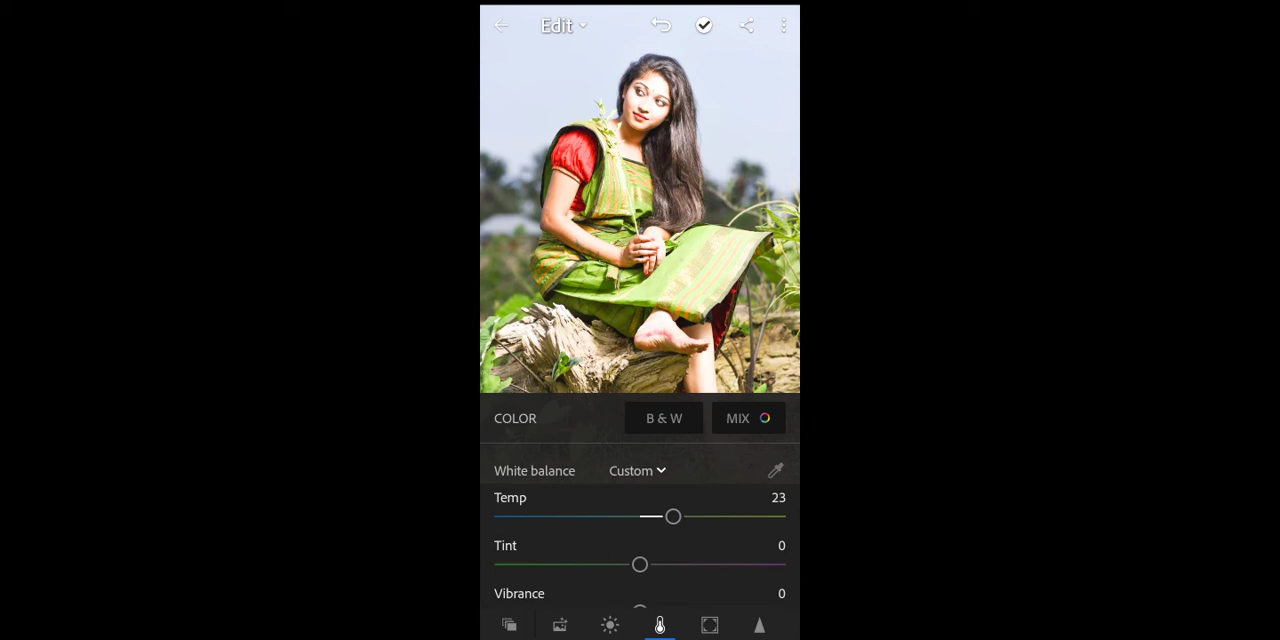 Edit
COLOR B & W MIX
White balance Custom
Temp 23
Tint 0
Vibrance 0